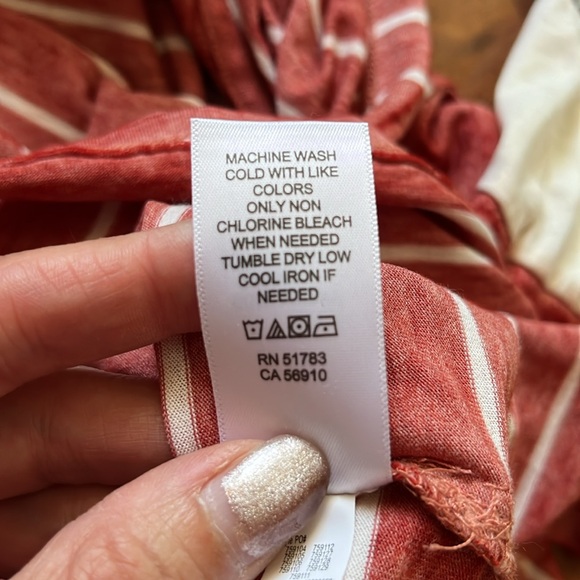 MACHINE WASH
COLD WITH LIKE
COLORS
ONLY NON
CHLORINE BLEACH
WHEN NEEDED
TUMBLE DRY LOW
COOL IRON IF
NEEDED
RN 51783
CA 56910
PO#